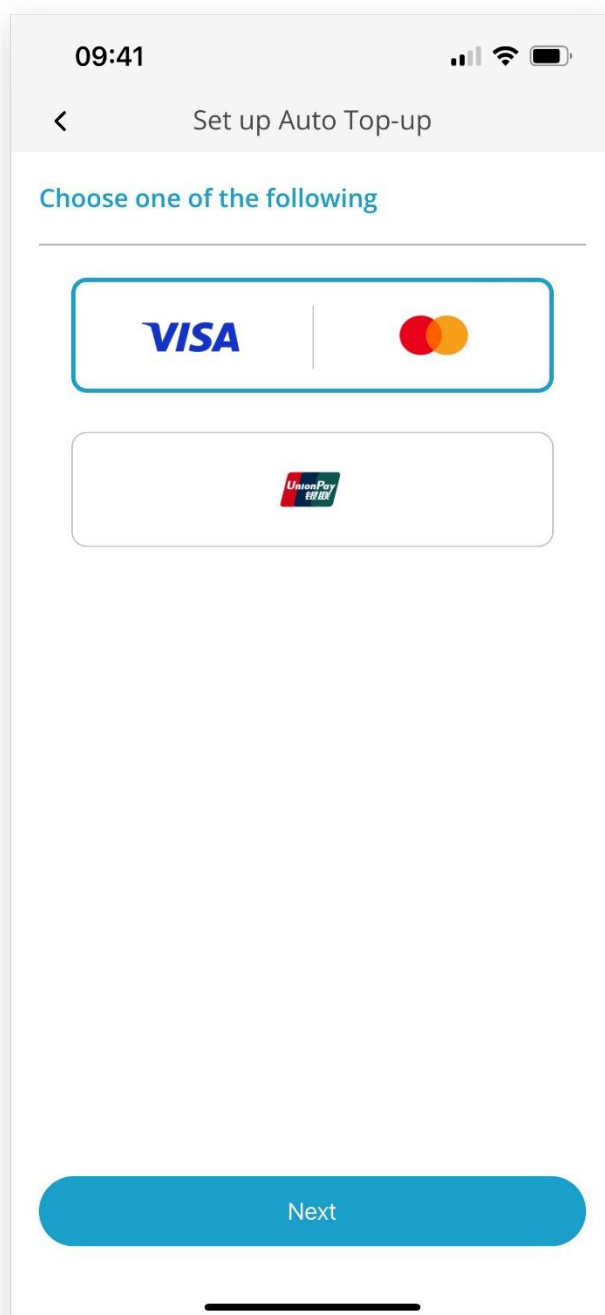 09:41
Set up Auto Top-up
Choose one of the following
VISA
UnionPay
银联
Next